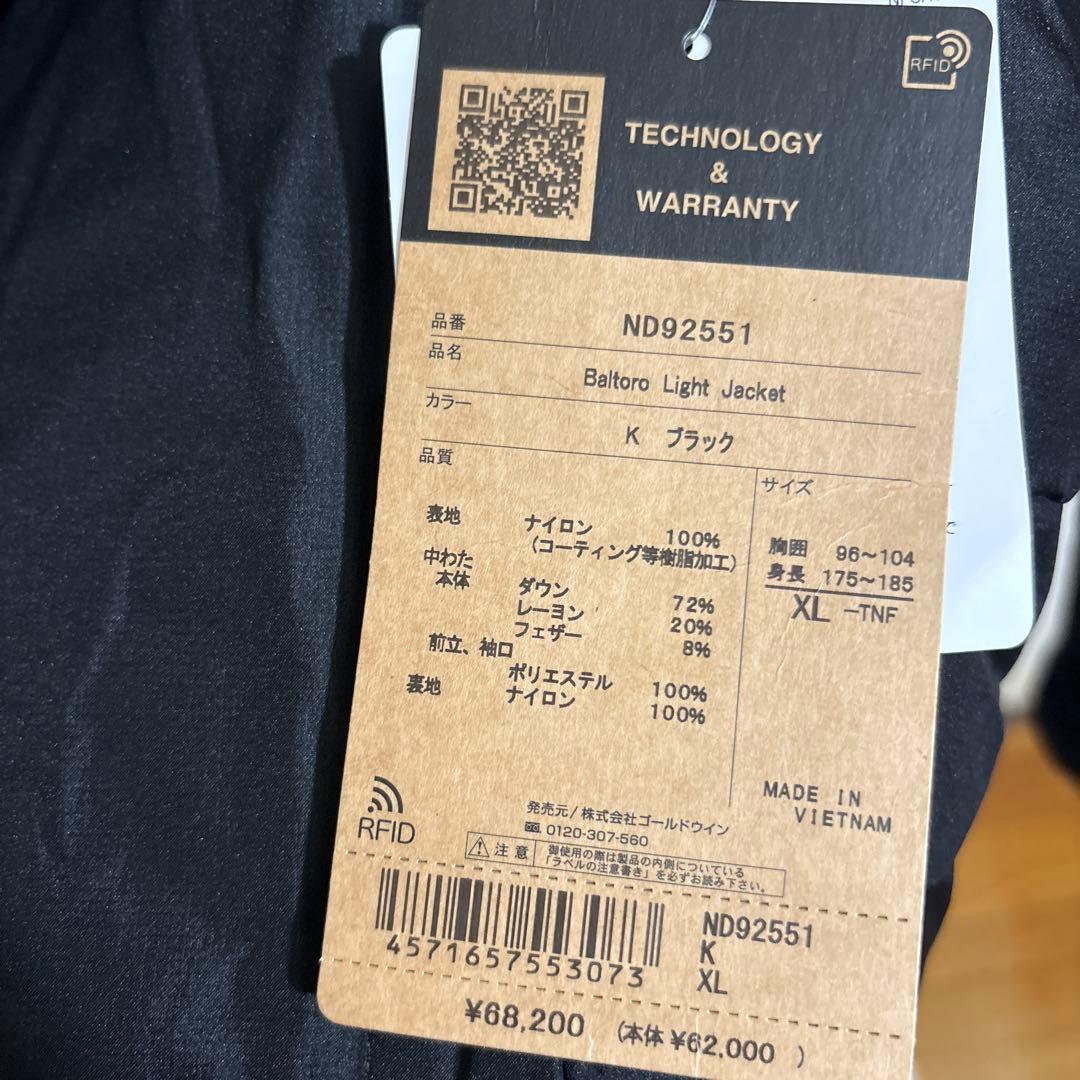 RFID
TECHNOLOGY
&
WARRANTY
品番 ND92551
品名 Baltoro Light Jacket
カラー K ブラック
品質
表地 ナイロン 100%
(コーティング等樹脂加工)
中わた
本体 ダウン 72%
レーヨン 20%
フェザー 8%
前立、袖口
ポリエステル 100%
裏地 ナイロン 100%
サイズ
胸囲 96～104
身長 175～185
XL -TNF
MADE IN
VIETNAM
RFID
発売元/株式会社ゴールドウイン
0120-307-560
注意 御使用の際は製品の内側についている
「ラベルの注意書き」を必ずお読み下さい。
4571657553073
ND92551
K
XL
¥68,200 (本体 ¥62,000 )